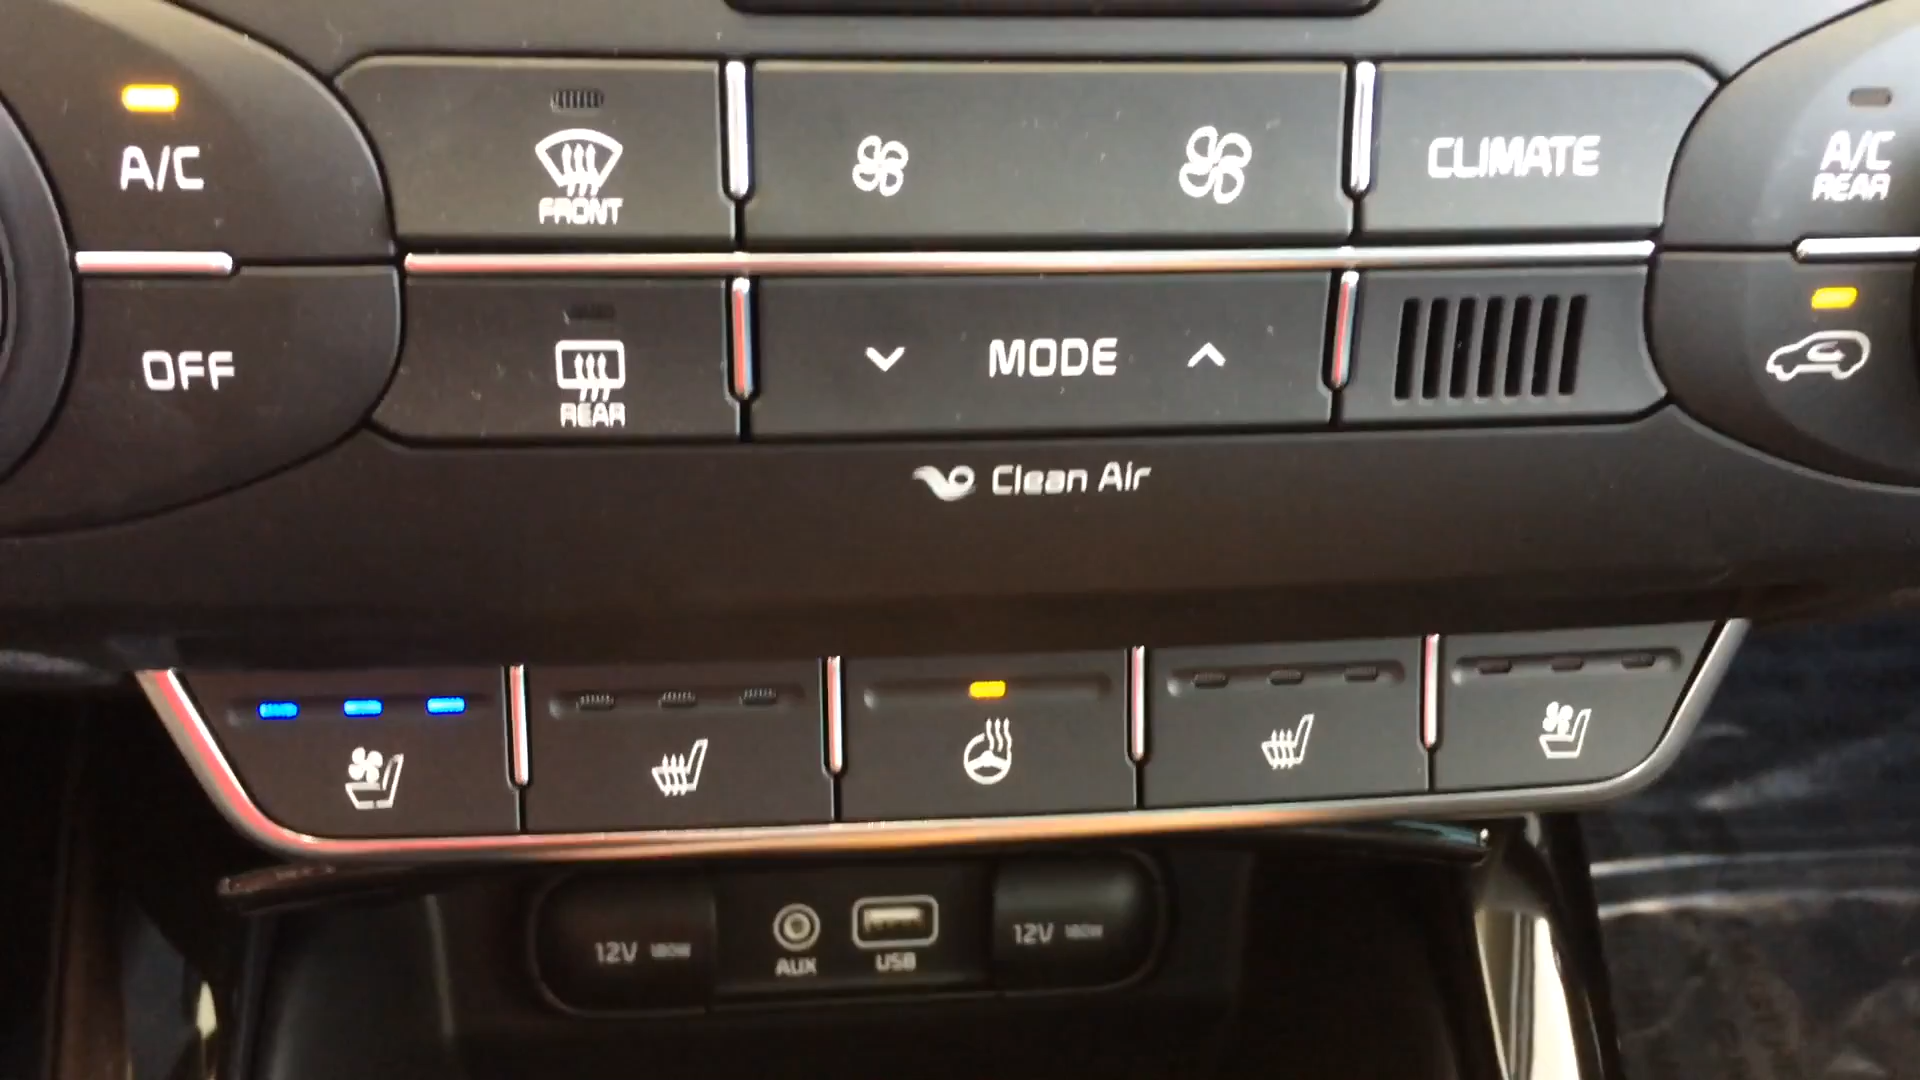 A/C
FRONT
CLIMATE
A/C
REAR
OFF
REAR
MODE
Clean Air
12V 180W
AUX
USB
12V 180W